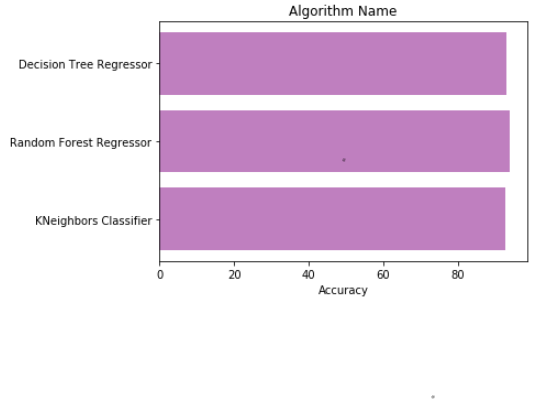 Algorithm Name
Decision Tree Regressor
Random Forest Regressor
KNeighbors Classifier
0 20 40 60 80
Accuracy